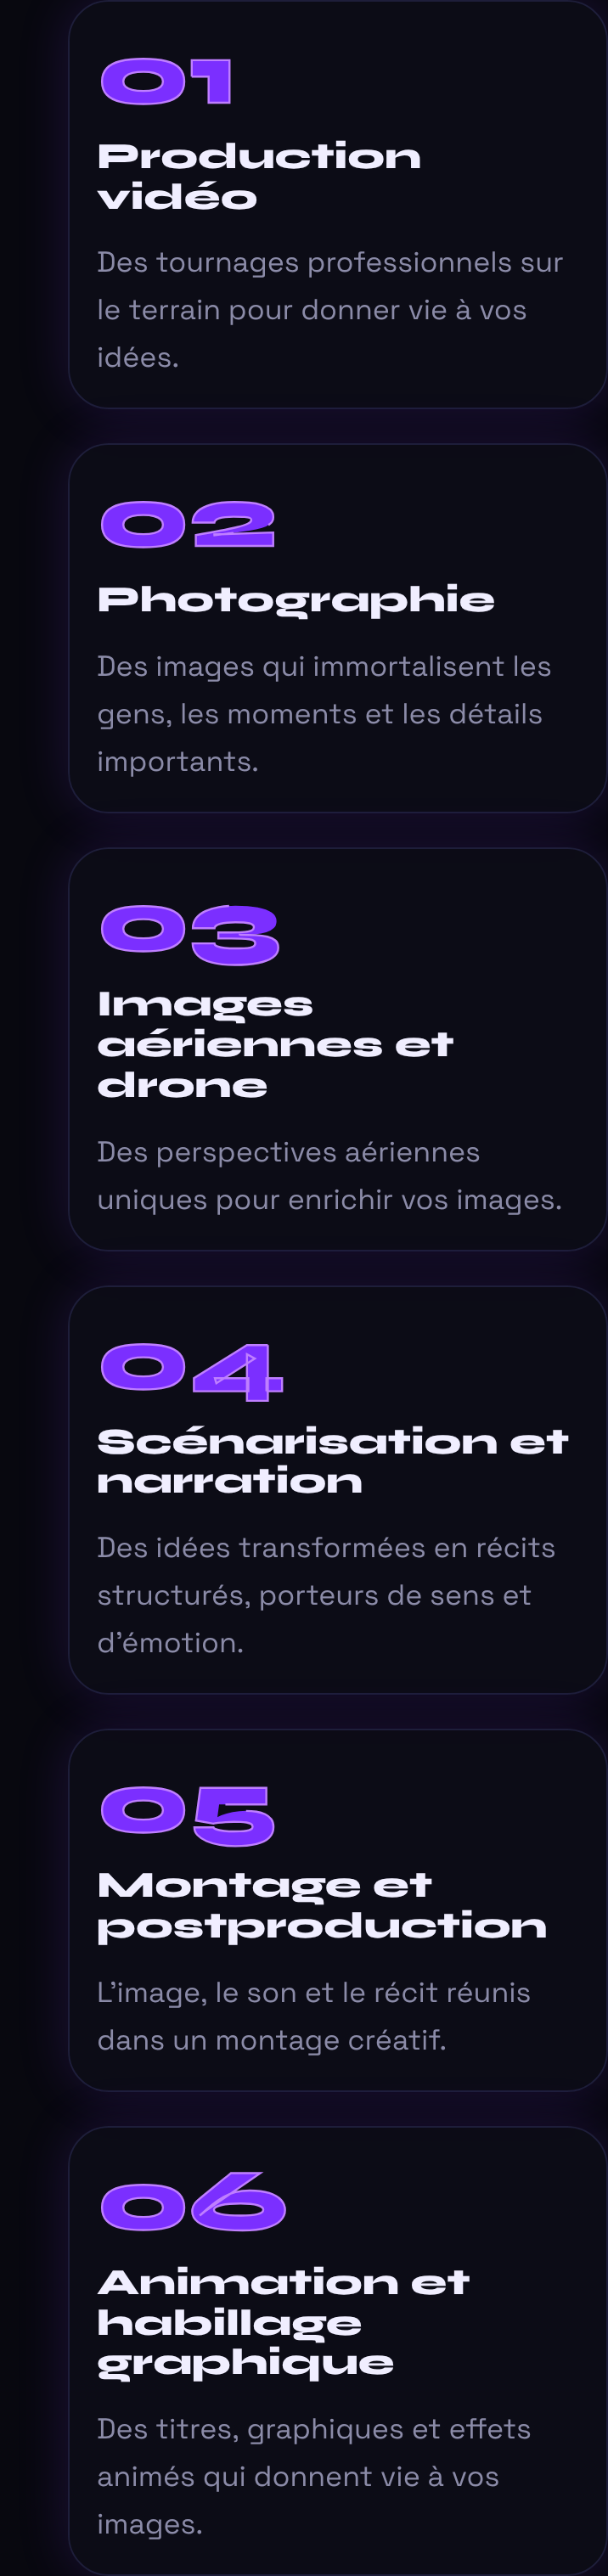 01
Production
vidéo
Des tournages professionnels sur
le terrain pour donner vie à vos
idées.
02
Photographie
Des images qui immortalisent les
gens, les moments et les détails
importants.
03
Images
aériennes et
drone
Des perspectives aériennes
uniques pour enrichir vos images.
04
Scénarisation et
narration
Des idées transformées en récits
structurés, porteurs de sens et
d’émotion.
05
Montage et
postproduction
L’image, le son et le récit réunis
dans un montage créatif.
06
Animation et
habillage
graphique
Des titres, graphiques et effets
animés qui donnent vie à vos
images.